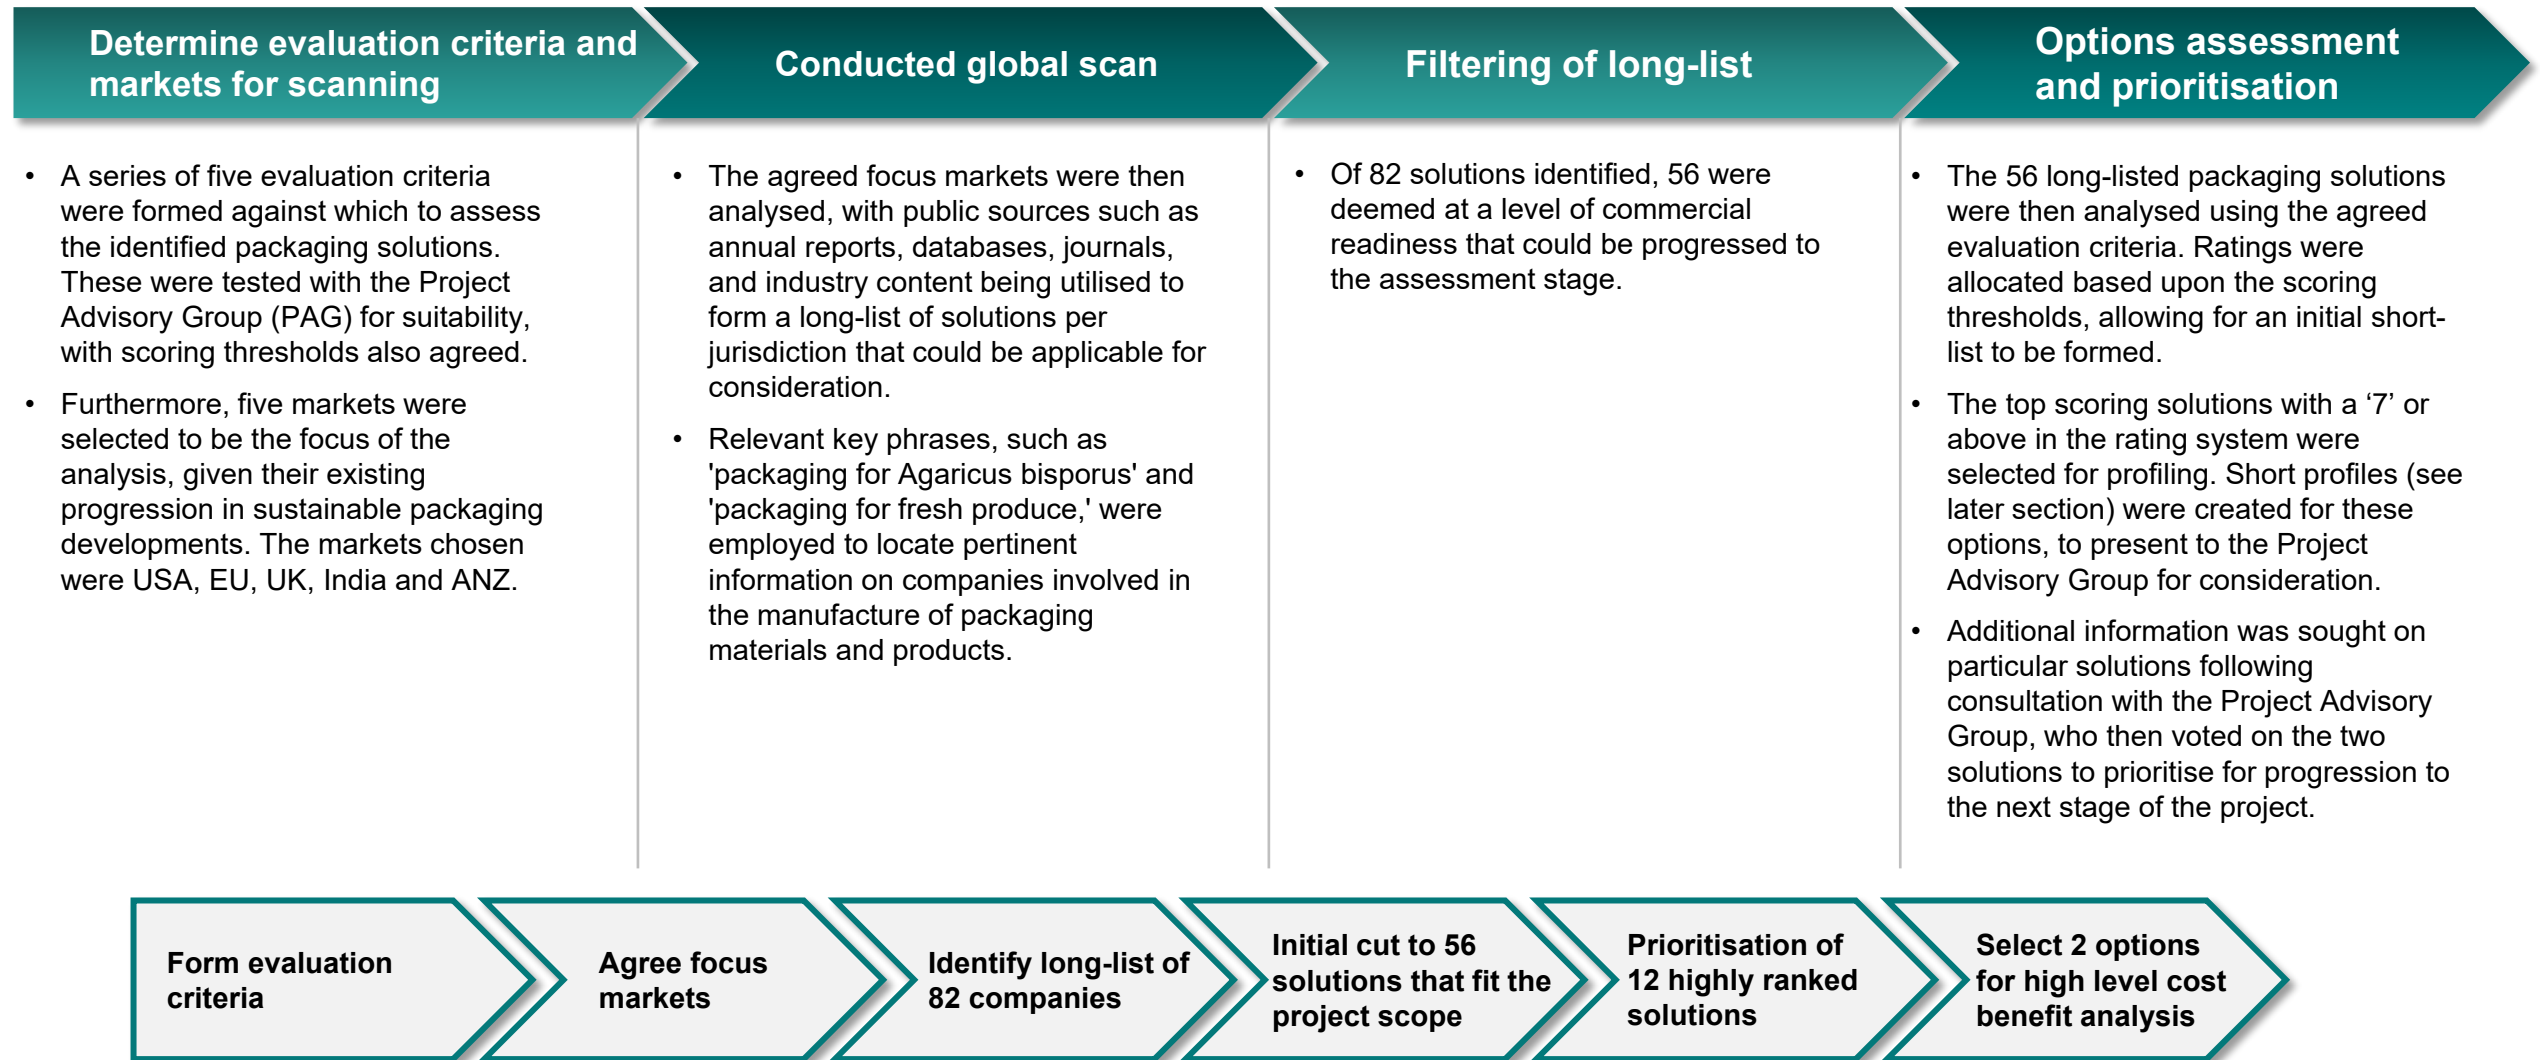 Determine evaluation criteria and
markets for scanning
Conducted global scan
Filtering of long-list
Options assessment
and prioritisation
• A series of five evaluation criteria
were formed against which to assess
the identified packaging solutions.
These were tested with the Project
Advisory Group (PAG) for suitability,
with scoring thresholds also agreed.
• Furthermore, five markets were
selected to be the focus of the
analysis, given their existing
progression in sustainable packaging
developments. The markets chosen
were USA, EU, UK, India and ANZ.
• The agreed focus markets were then
analysed, with public sources such as
annual reports, databases, journals,
and industry content being utilised to
form a long-list of solutions per
jurisdiction that could be applicable for
consideration.
• Relevant key phrases, such as
'packaging for Agaricus bisporus' and
'packaging for fresh produce,' were
employed to locate pertinent
information on companies involved in
the manufacture of packaging
materials and products.
• Of 82 solutions identified, 56 were
deemed at a level of commercial
readiness that could be progressed to
the assessment stage.
• The 56 long-listed packaging solutions
were then analysed using the agreed
evaluation criteria. Ratings were
allocated based upon the scoring
thresholds, allowing for an initial short-
list to be formed.
• The top scoring solutions with a ‘7’ or
above in the rating system were
selected for profiling. Short profiles (see
later section) were created for these
options, to present to the Project
Advisory Group for consideration.
• Additional information was sought on
particular solutions following
consultation with the Project Advisory
Group, who then voted on the two
solutions to prioritise for progression to
the next stage of the project.
Form evaluation
criteria
Agree focus
markets
Identify long-list of
82 companies
Initial cut to 56
solutions that fit the
project scope
Prioritisation of
12 highly ranked
solutions
Select 2 options
for high level cost
benefit analysis